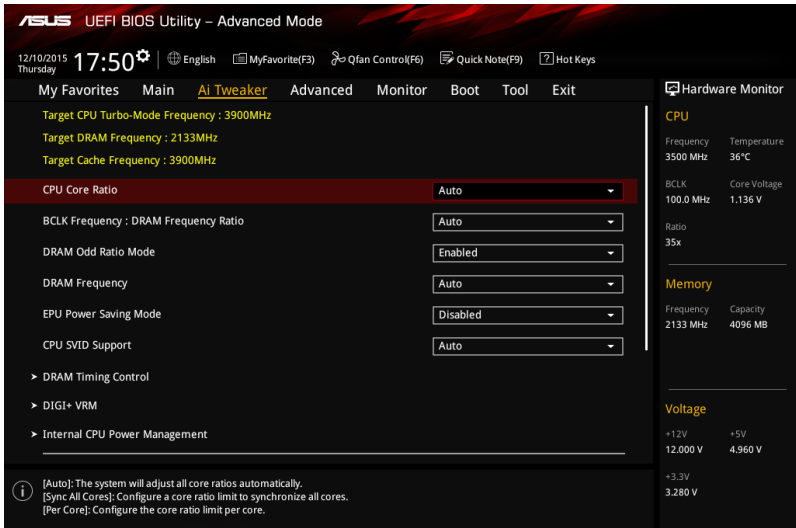 ASUS UEFI BIOS Utility – Advanced Mode
12/10/2015
Thursday
17:50
English
MyFavorite(F3)
Qfan Control(F6)
Quick Note(F9)
? Hot Keys
My Favorites Main Ai Tweaker Advanced Monitor Boot Tool Exit
Target CPU Turbo-Mode Frequency : 3900MHz
Target DRAM Frequency : 2133MHz
Target Cache Frequency : 3900MHz
CPU Core Ratio Auto
BCLK Frequency : DRAM Frequency Ratio Auto
DRAM Odd Ratio Mode Enabled
DRAM Frequency Auto
EPU Power Saving Mode Disabled
CPU SVID Support Auto
> DRAM Timing Control
> DIGI+ VRM
> Internal CPU Power Management
[Auto]: The system will adjust all core ratios automatically.
[Sync All Cores]: Configure a core ratio limit to synchronize all cores.
[Per Core]: Configure the core ratio limit per core.
Hardware Monitor
CPU
Frequency Temperature
3500 MHz 36°C
BCLK Core Voltage
100.0 MHz 1.136 V
Ratio
35x
Memory
Frequency Capacity
2133 MHz 4096 MB
Voltage
+12V +5V
12.000 V 4.960 V
+3.3V
3.280 V